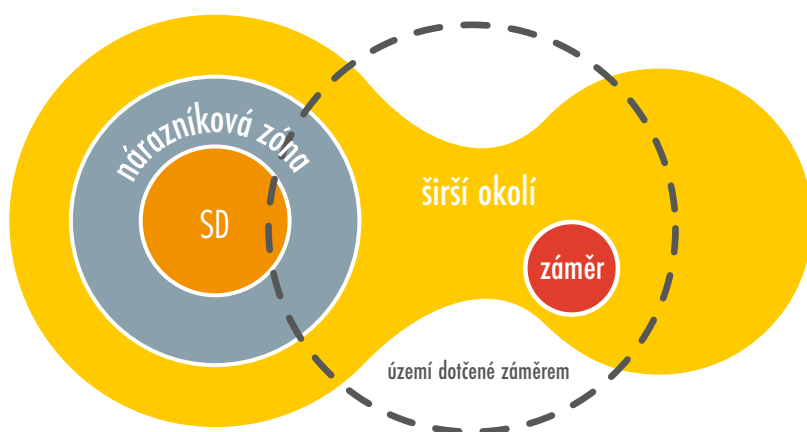 nárazníková zóna
SD
širší okolí
záměr
území dotčené záměrem